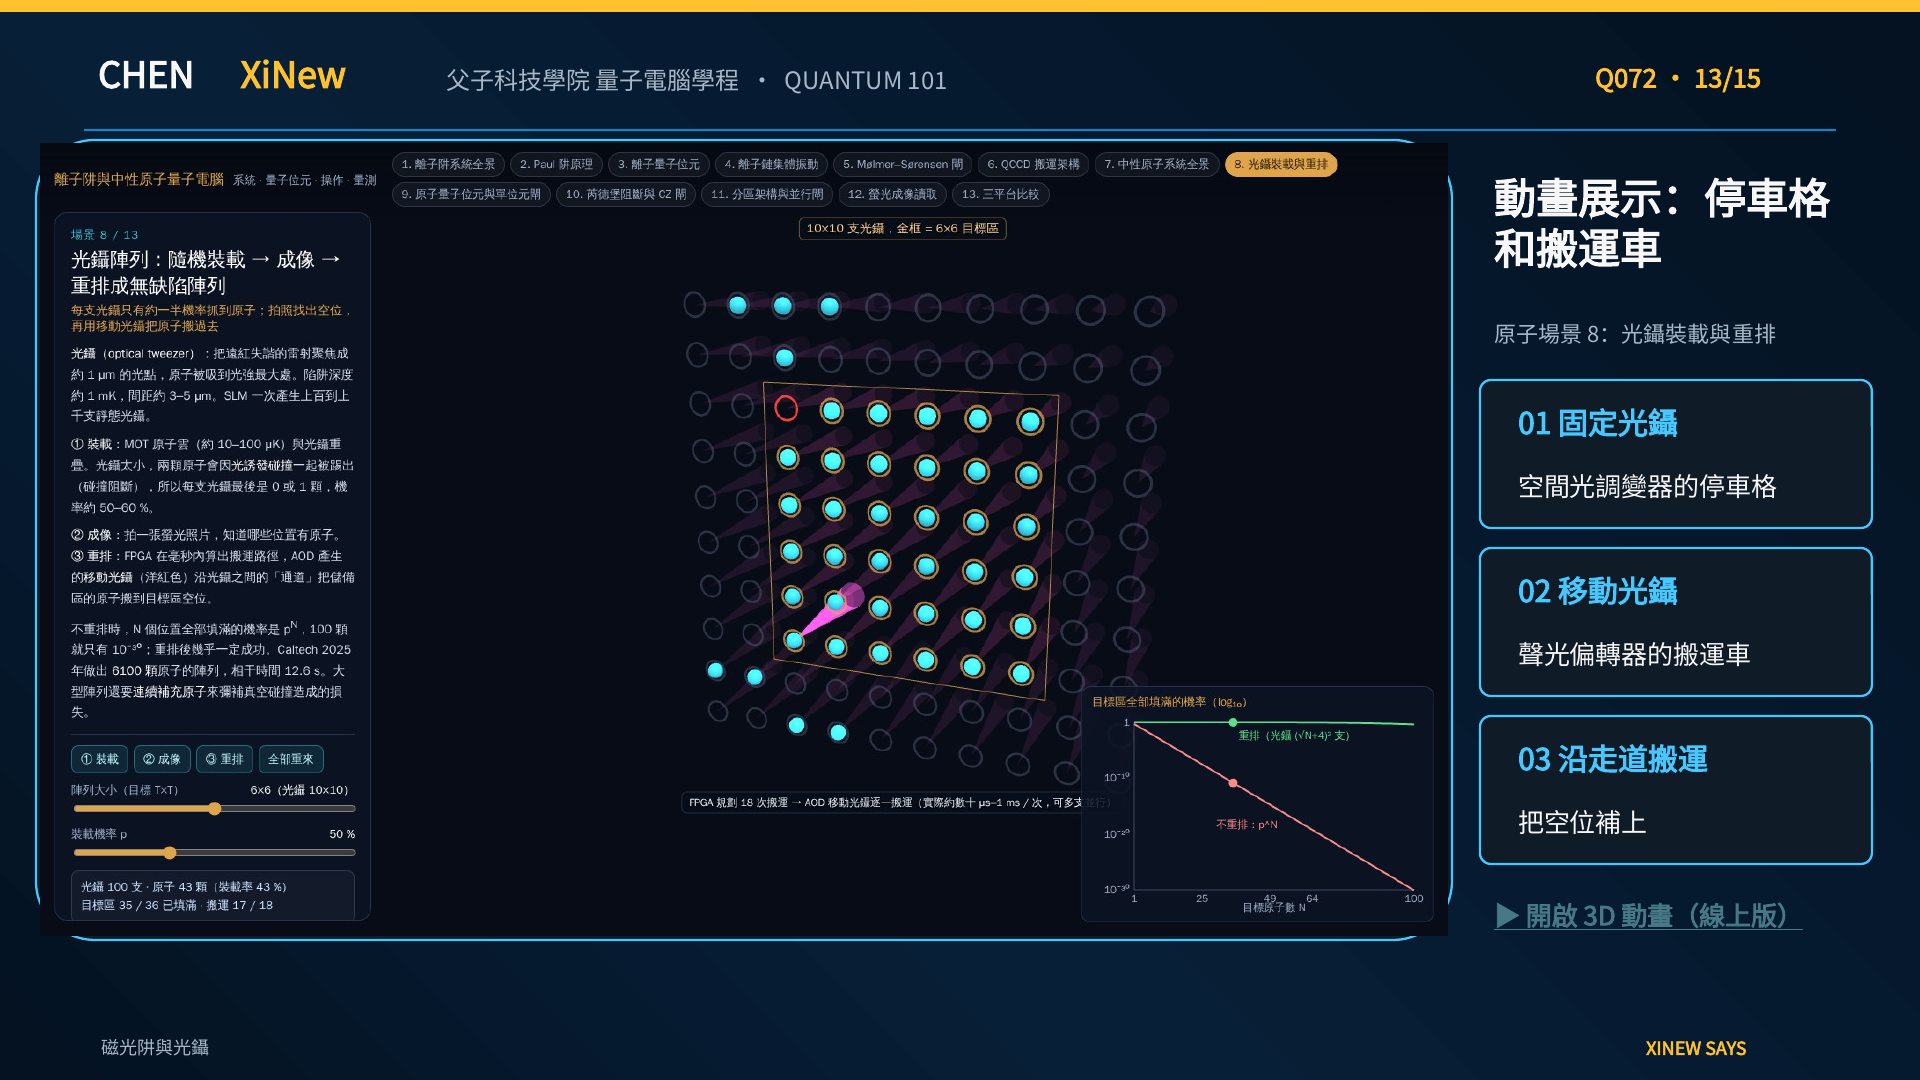 CHEN XiNew 父子科技學院 量子電腦學程 • QUANTUM 101
Q072 • 13/15
離子阱與中性原子量子電腦 系統 · 量子位元 · 操作 · 量測
1. 離子阱系統全景
2. Paul 阱原理
3. 離子量子位元
4. 離子鏈集體振動
5. Mølmer–Sørensen 閘
6. QCCD 搬運架構
7. 中性原子系統全景
8. 光鑷裝載與重排
9. 原子量子位元與單位元閘
10. 芮德堡阻斷與 CZ 閘
11. 分區架構與並行閘
12. 螢光成像讀取
13. 三平台比較
場景 8 / 13
光鑷陣列：隨機裝載 → 成像 →
重排成無缺陷陣列
每支光鑷只有約一半機率抓到原子；拍照找出空位，
再用移動光鑷把原子搬過去
光鑷（optical tweezer）：把遠紅失諧的雷射聚焦成
約 1 µm 的光點，原子被吸到光強最大處。陷阱深度
約 1 mK，間距約 3–5 µm。SLM 一次產生上百到上
千支靜態光鑷。
① 裝載：MOT 原子雲（約 10–100 µK）與光鑷重
疊。光鑷太小，兩顆原子會因光誘發碰撞一起被踢出
（碰撞阻斷），所以每支光鑷最後是 0 或 1 顆，機
率約 50–60 %。
② 成像：拍一張螢光照片，知道哪些位置有原子。
③ 重排：FPGA 在毫秒內算出搬運路徑，AOD 產生
的移動光鑷（洋紅色）沿光鑷之間的「通道」把儲備
區的原子搬到目標區空位。
不重排時，N 個位置全部填滿的機率是 pᴺ，100 顆
就只有 10⁻³⁰；重排後幾乎一定成功。Caltech 2025
年做出 6100 顆原子的陣列，相干時間 12.6 s。大
型陣列還要連續補充原子來彌補真空碰撞造成的損
失。
① 裝載
② 成像
③ 重排
全部重來
陣列大小（目標 T×T） 6×6（光鑷 10×10）
裝載機率 p 50 %
光鑷 100 支 · 原子 43 顆（裝載率 43 %）
目標區 35 / 36 已填滿 · 搬運 17 / 18
10×10 支光鑷，金框 = 6×6 目標區
FPGA 規劃 18 次搬運 → AOD 移動光鑷逐一搬運（實際約數十 µs–1 ms / 次，可多支並行）
目標區全部填滿的機率（log₁₀）
1
重排（光鑷 (√N+4)² 支）
10⁻¹⁰
不重排：p^N
10⁻²⁰
10⁻³⁰
1 25 49 64 100
目標原子數 N
動畫展示：停車格
和搬運車
原子場景 8：光鑷裝載與重排
01 固定光鑷
空間光調變器的停車格
02 移動光鑷
聲光偏轉器的搬運車
03 沿走道搬運
把空位補上
▶ 開啟 3D 動畫（線上版）
磁光阱與光鑷
XINEW SAYS